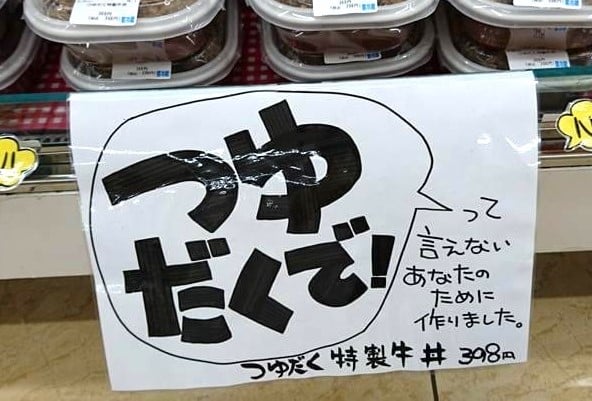 つゆ
だくで!
って
言えない
あなたの
ために
作りました。
つゆだく 特製牛丼 398円